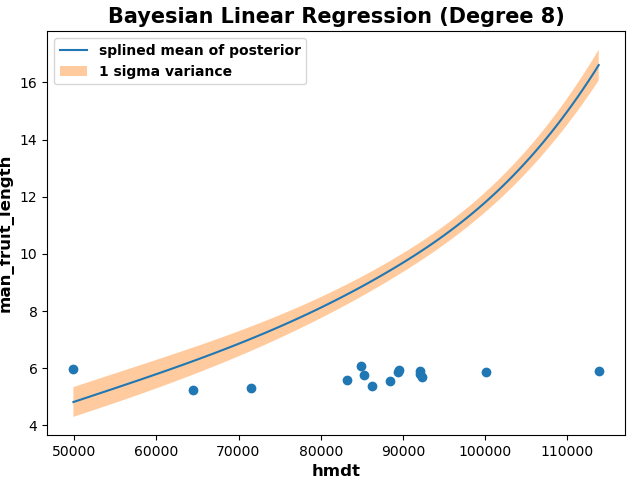 Bayesian Linear Regression (Degree 8)
splined mean of posterior
1 sigma variance
man_fruit_length
16
14
12
10
8
6
4
50000 60000 70000 80000 90000 100000 110000
hmdt